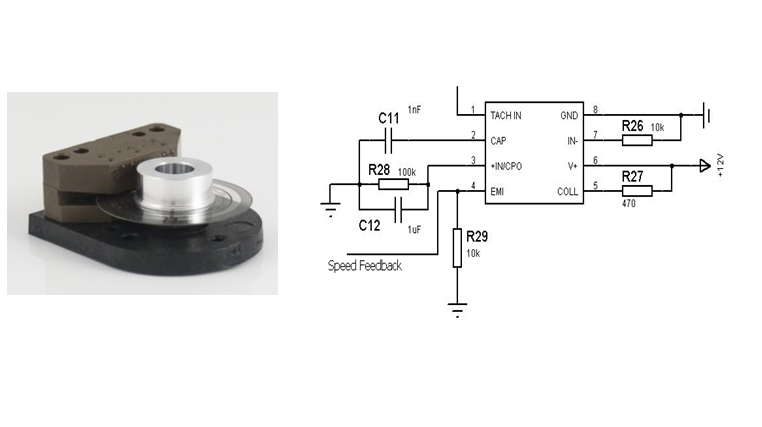 1nF
C11
1 TACH IN GND 8
R26 10k
2 CAP IN- 7
R28 100k
3 +IN/CPO V+ 6
+12V
R27
4 EMI COLL 5
470
C12
1uF
R29
10k
Speed Feedback